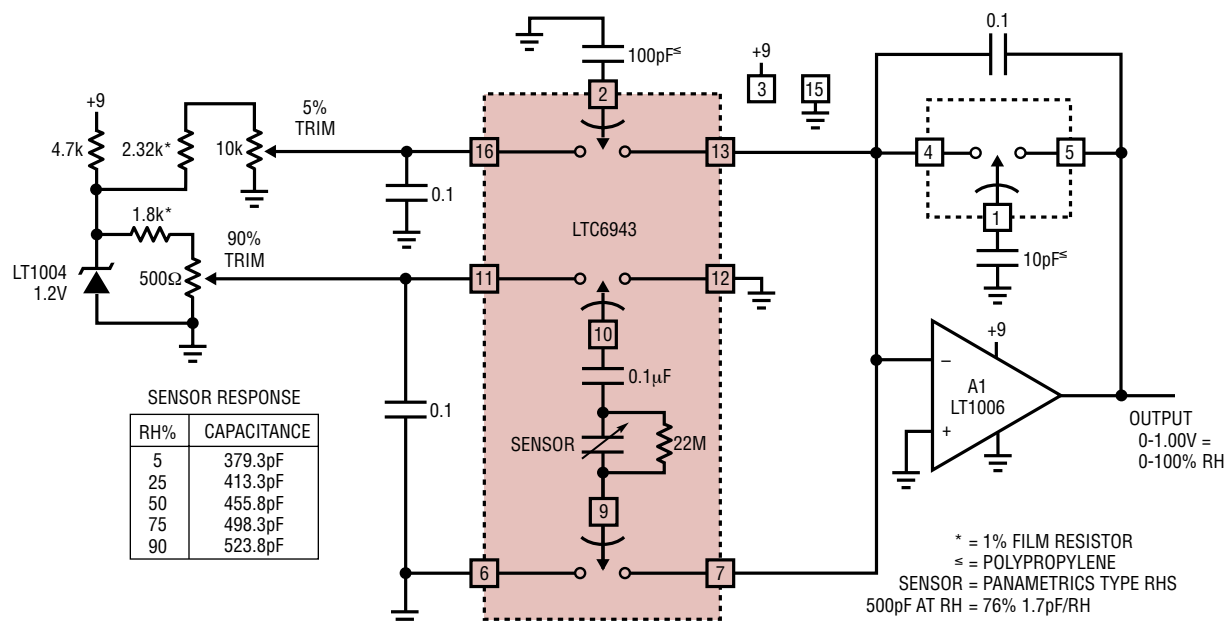 0.1
+9
100pF≤
3
15
2
+9
5%
TRIM
4.7k
2.32k*
10k
16
13
4
5
0.1
1
1.8k*
LTC6943
90%
TRIM
10pF≤
LT1004
1.2V
500Ω
11
12
10
+9
0.1µF
–
A1
LT1006
+
SENSOR RESPONSE
0.1
OUTPUT
0-1.00V =
0-100% RH
RH%	CAPACITANCE
5	379.3pF
25	413.3pF
50	455.8pF
75	498.3pF
90	523.8pF
SENSOR
22M
9
6
7
* = 1% FILM RESISTOR
≤ = POLYPROPYLENE
SENSOR = PANAMETRICS TYPE RHS
500pF AT RH = 76% 1.7pF/RH